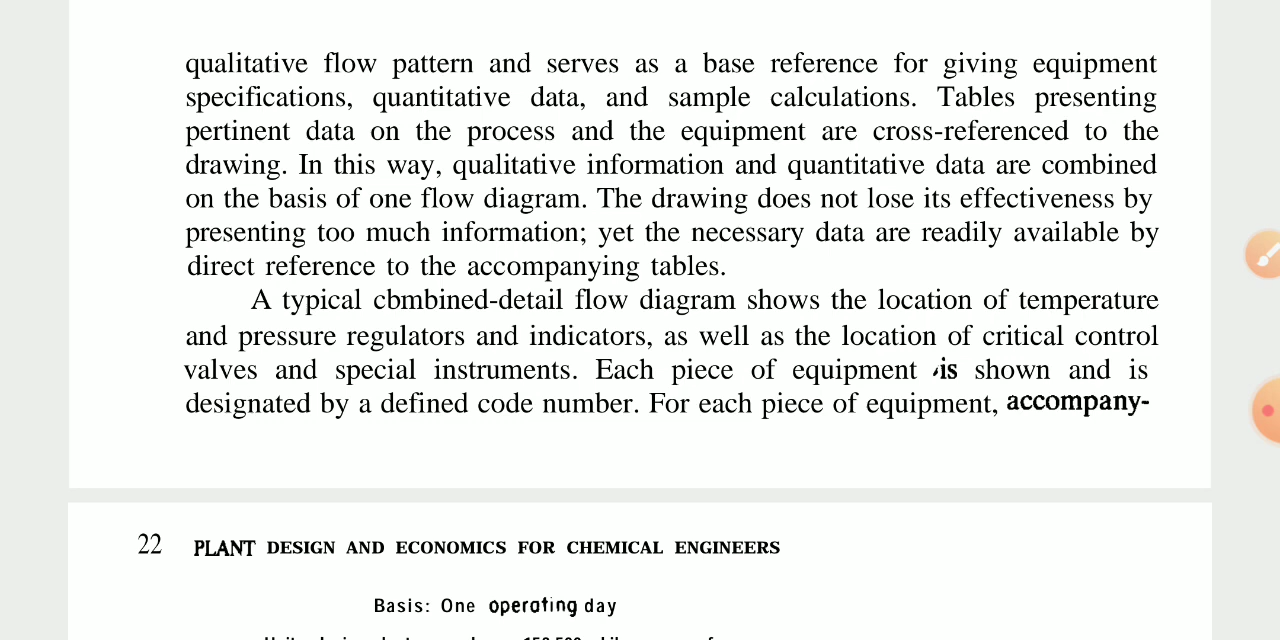 qualitative flow pattern and serves as a base reference for giving equipment
specifications, quantitative data, and sample calculations. Tables presenting
pertinent data on the process and the equipment are cross-referenced to the
drawing. In this way, qualitative information and quantitative data are combined
on the basis of one flow diagram. The drawing does not lose its effectiveness by
presenting too much information; yet the necessary data are readily available by
direct reference to the accompanying tables.
A typical cbmbined-detail flow diagram shows the location of temperature
and pressure regulators and indicators, as well as the location of critical control
valves and special instruments. Each piece of equipment is shown and is
designated by a defined code number. For each piece of equipment, accompany-
22 PLANT DESIGN AND ECONOMICS FOR CHEMICAL ENGINEERS
Basis: One operating day